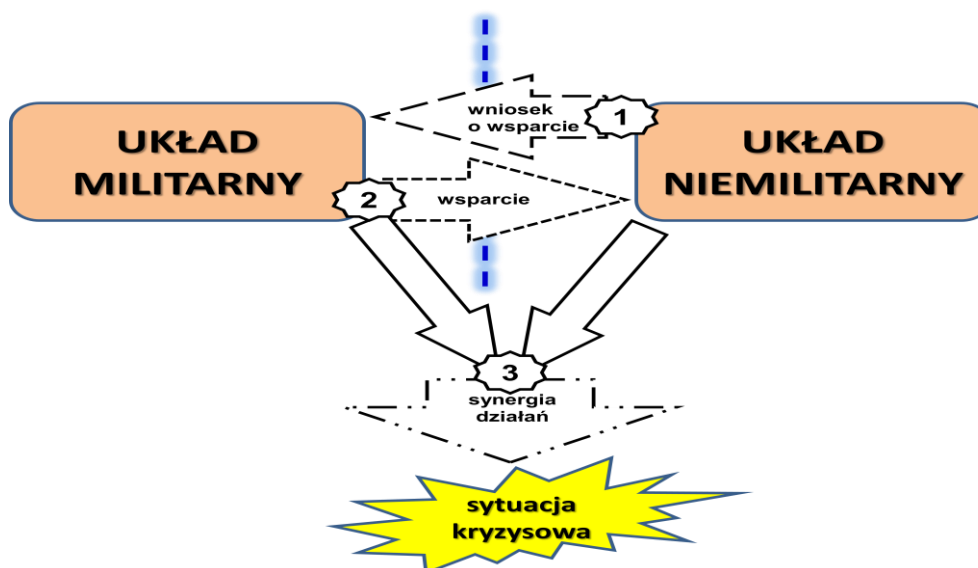 UKŁAD
MILITARNY
wniosek
o wsparcie
1
UKŁAD
NIEMILITARNY
2
wsparcie
3
synergia
działań
sytuacja
kryzysowa